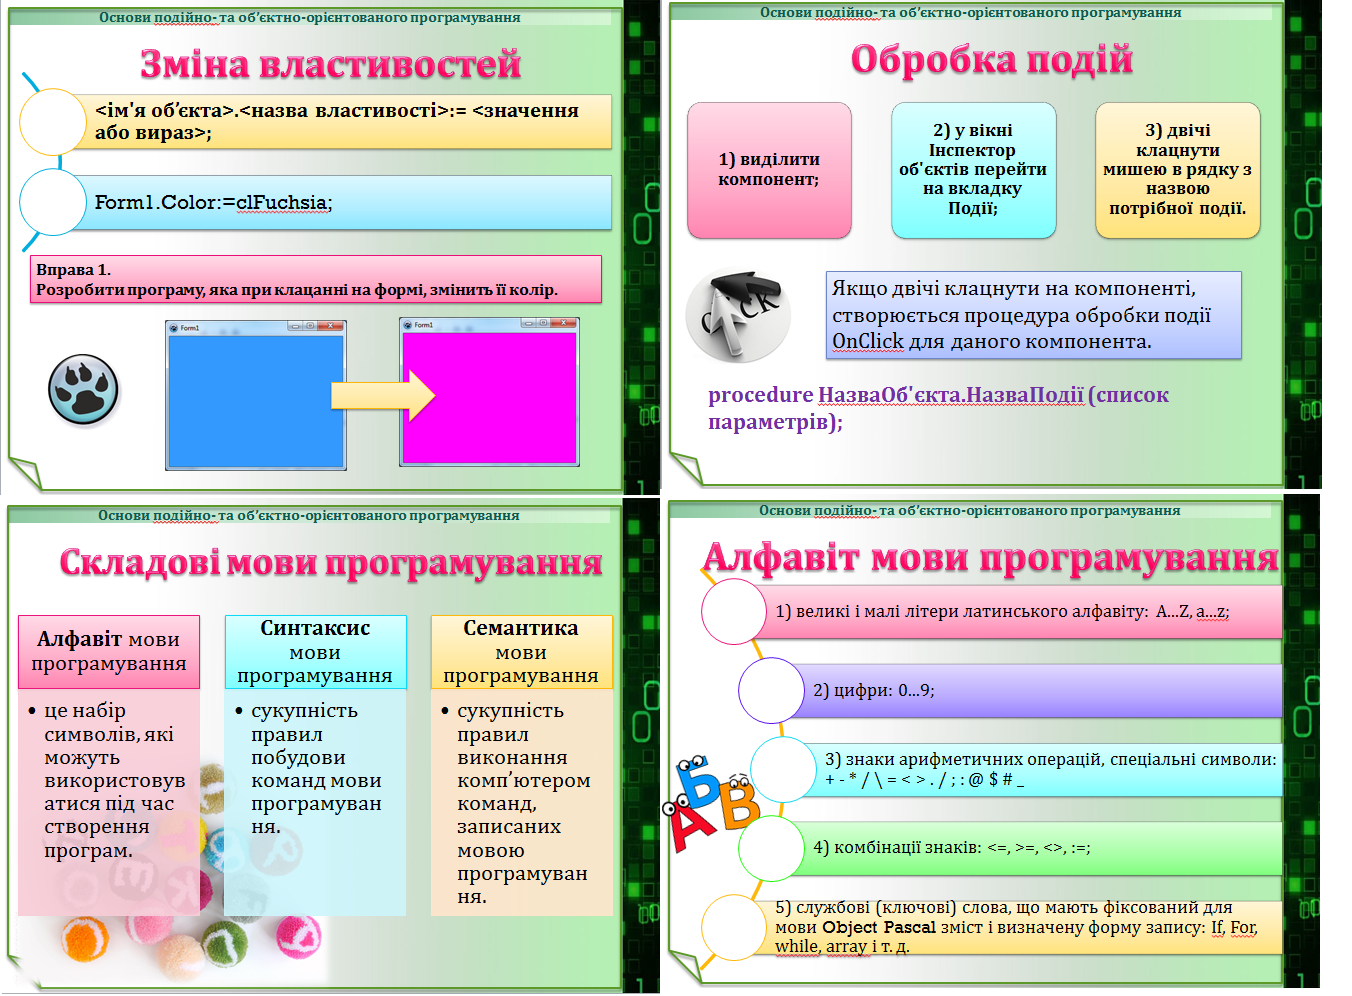 Основи подійно- та об’єктно-орієнтованого програмування
Зміна властивостей
<ім'я об’єкта>.<назва властивості>:= <значення
або вираз>;
Form1.Color:=clFuchsia;
Вправа 1.
Розробити програму, яка при клацанні на формі, змінить її колір.
Form1
Form1
Основи подійно- та об’єктно-орієнтованого програмування
Обробка подій
1) виділити
компонент;
2) у вікні
Інспектор
об'єктів перейти
на вкладку
Події;
3) двічі
клацнути
мишею в рядку з
назвою
потрібної події.
Якщо двічі клацнути на компоненті,
створюється процедура обробки події
OnClick для даного компонента.
procedure НазваОб'єкта.НазваПодії (список
параметрів);
Основи подійно- та об’єктно-орієнтованого програмування
Складові мови програмування
Алфавіт мови
програмування
• це набір
символів, які
можуть
використовув
атися під час
створення
програм.
Синтаксис
мови
програмування
• сукупність
правил
побудови
команд мови
програмуван
ня.
Семантика
мови
програмування
• сукупність
правил
виконання
комп’ютером
команд,
записаних
мовою
програмуван
ня.
Основи подійно- та об’єктно-орієнтованого програмування
Алфавіт мови програмування
1) великі і малі літери латинського алфавіту: A...Z, a...z;
2) цифри: 0...9;
3) знаки арифметичних операцій, спеціальні символи:
+ - * / \ = < > . / ; : @ $ # _
4) комбінації знаків: <=, >=, <>, :=;
5) службові (ключові) слова, що мають фіксований для
мови Object Pascal зміст і визначену форму запису: If, For,
while, array і т. д.
АБВ